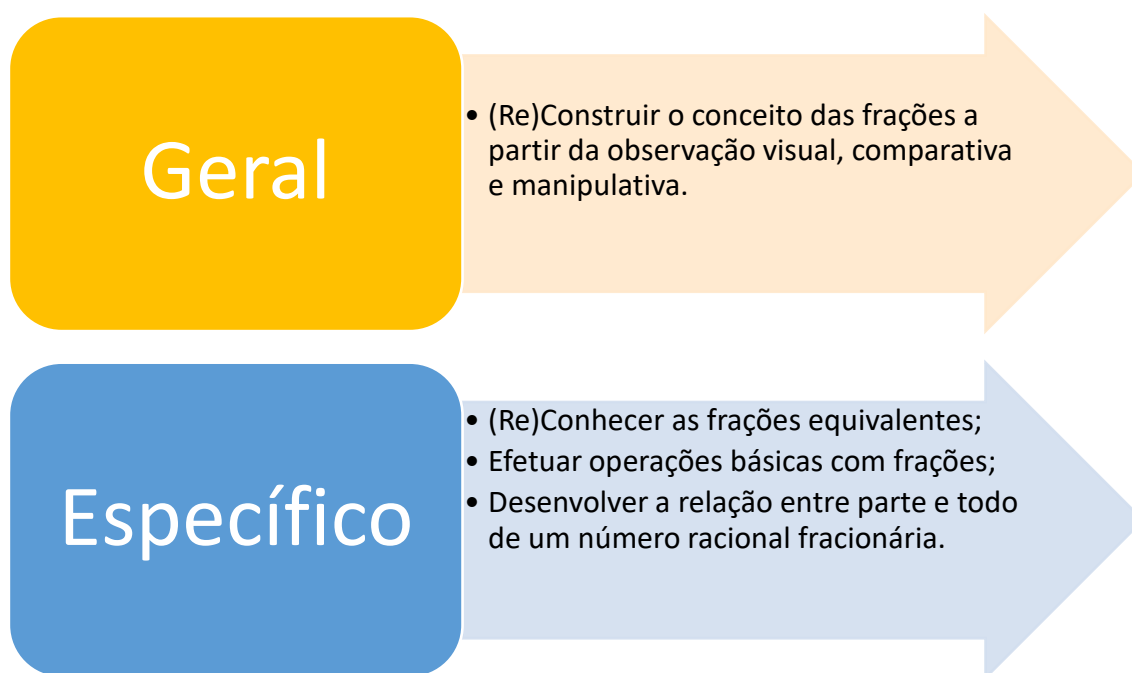 Geral
• (Re)Construir o conceito das frações a
partir da observação visual, comparativa
e manipulativa.
Específico
• (Re)Conhecer as frações equivalentes;
• Efetuar operações básicas com frações;
• Desenvolver a relação entre parte e todo
de um número racional fracionária.